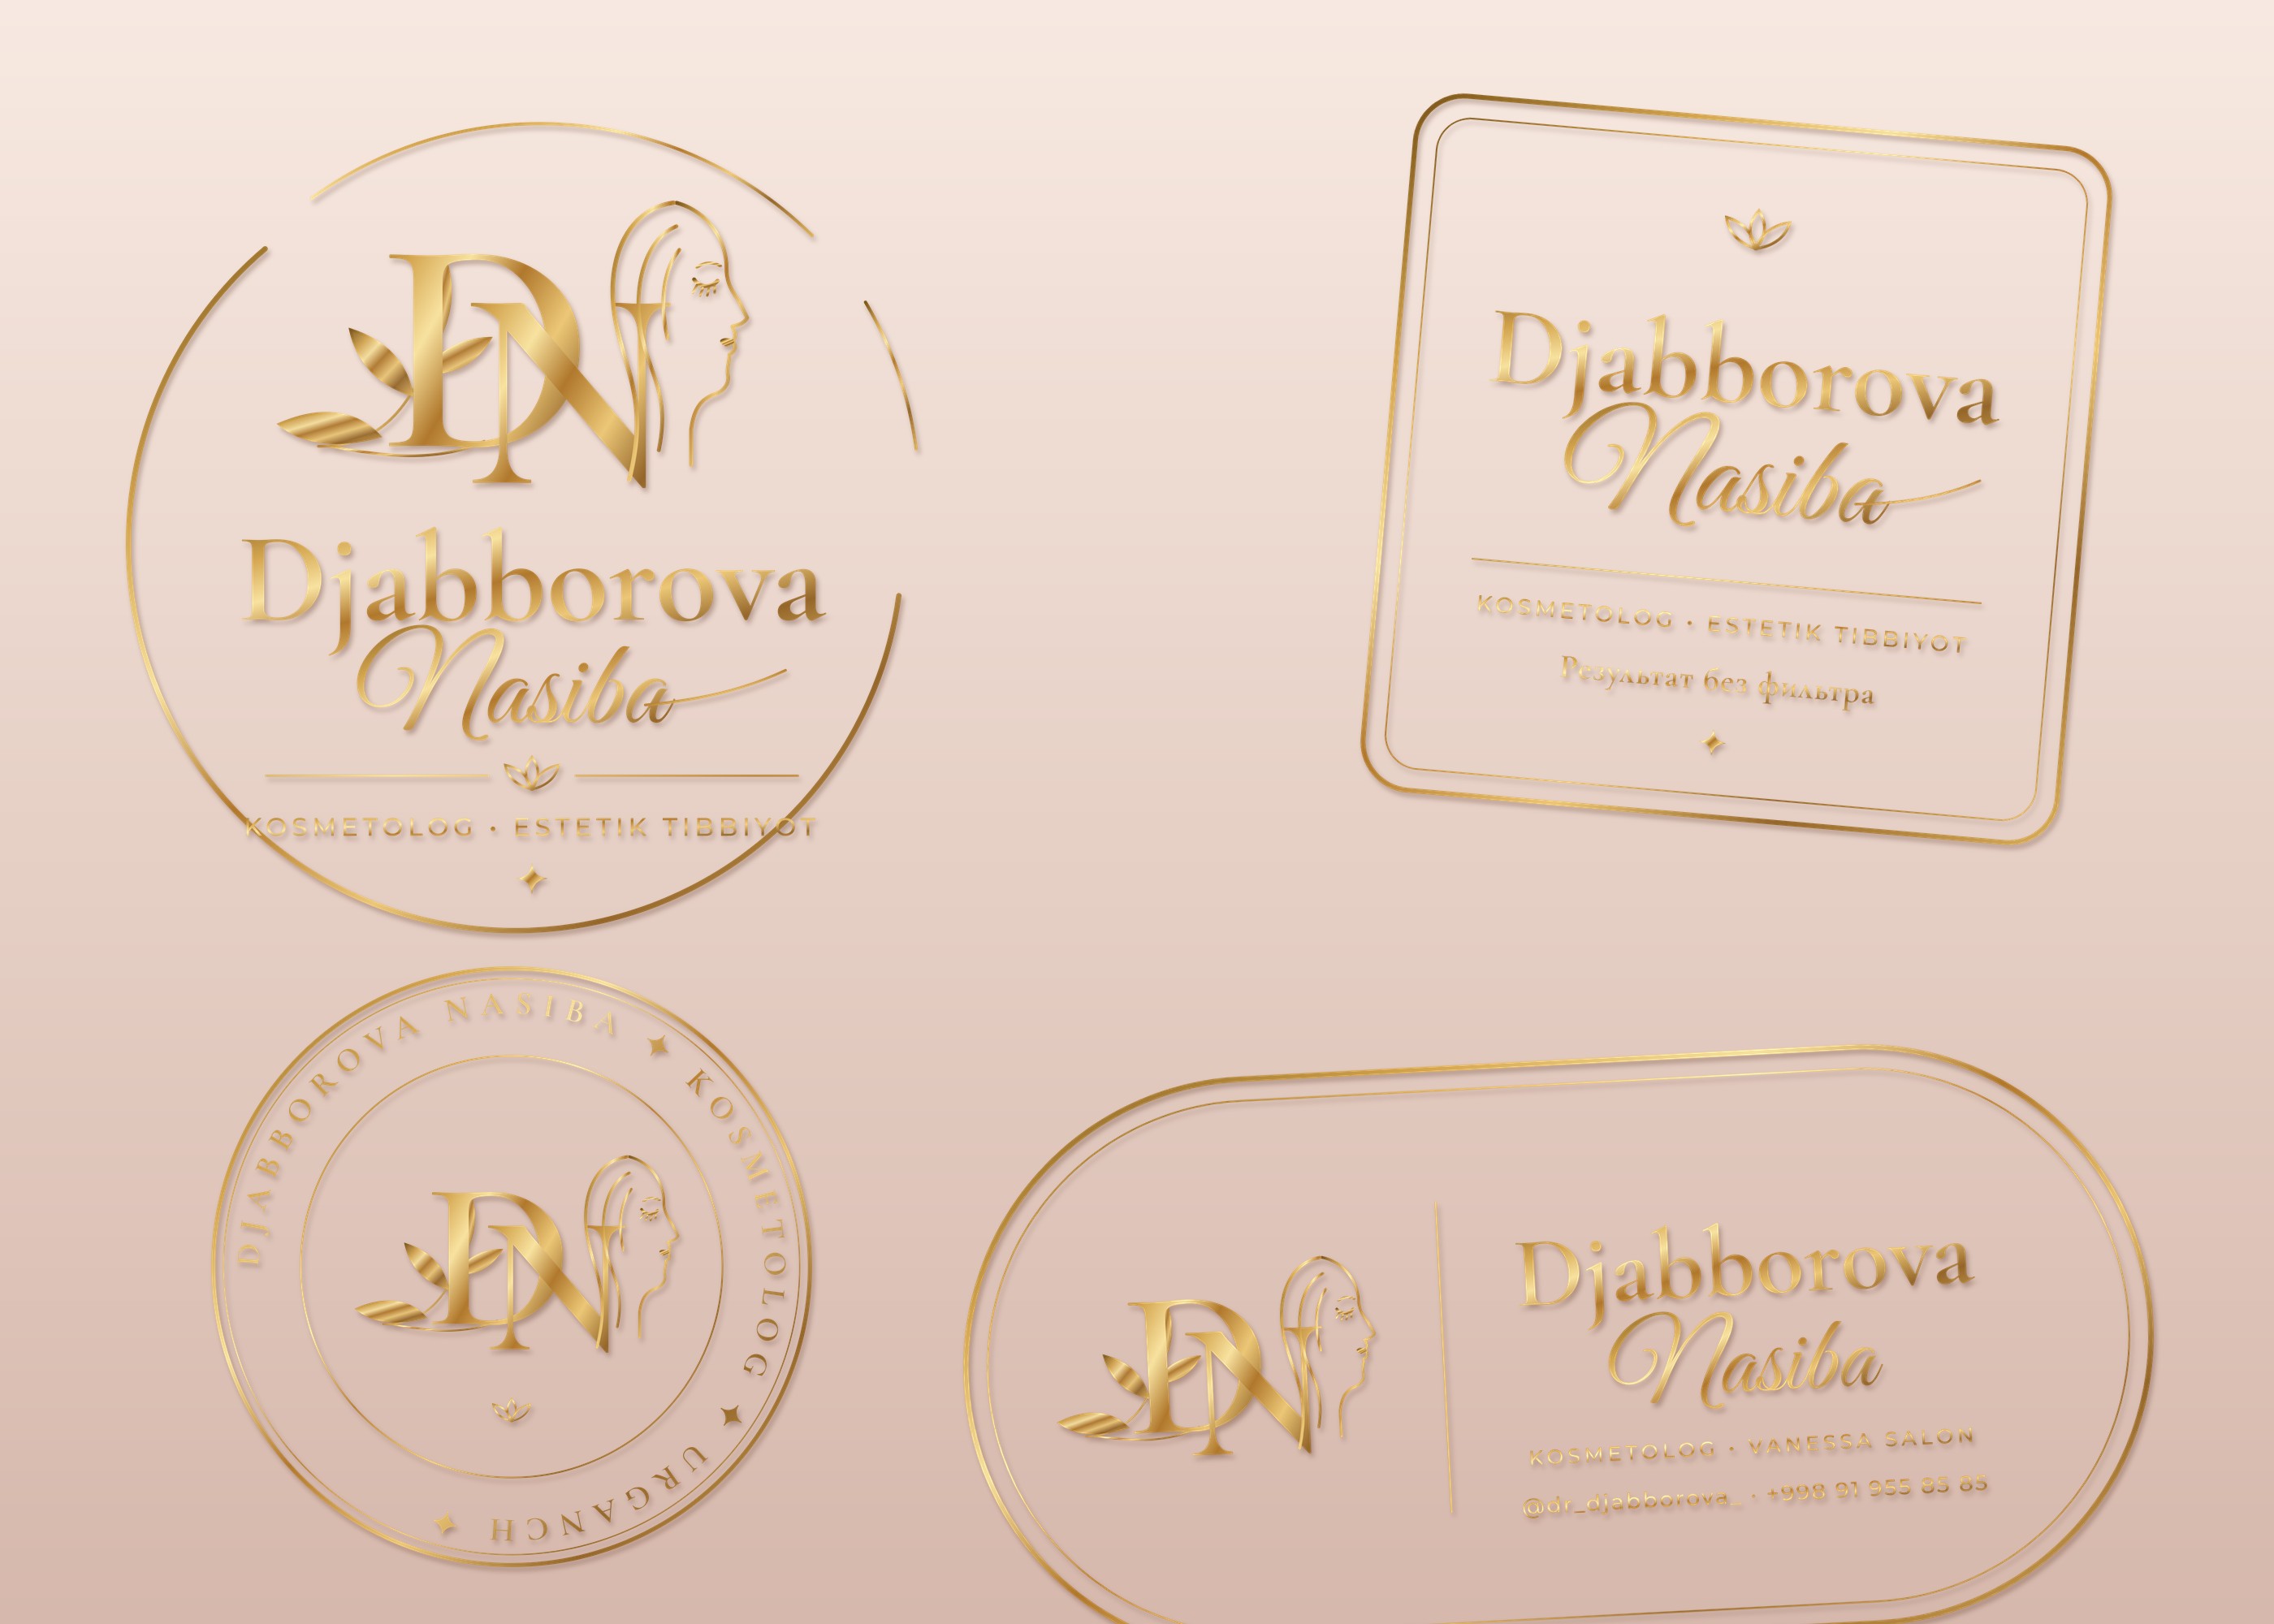 DN
Djabborova
Nasiba
KOSMETOLOG • ESTETIK TIBBIYOT
Djabborova
Nasiba
KOSMETOLOG • ESTETIK TIBBIYOT
Результат без фильтра
DJABBOROVA NASIBA ✦ KOSMETOLOG ✦ URGANCH ✦
DN
DN
Djabborova
Nasiba
KOSMETOLOG · VANESSA SALON
@dr_djabborova_ · +998 91 955 83 85